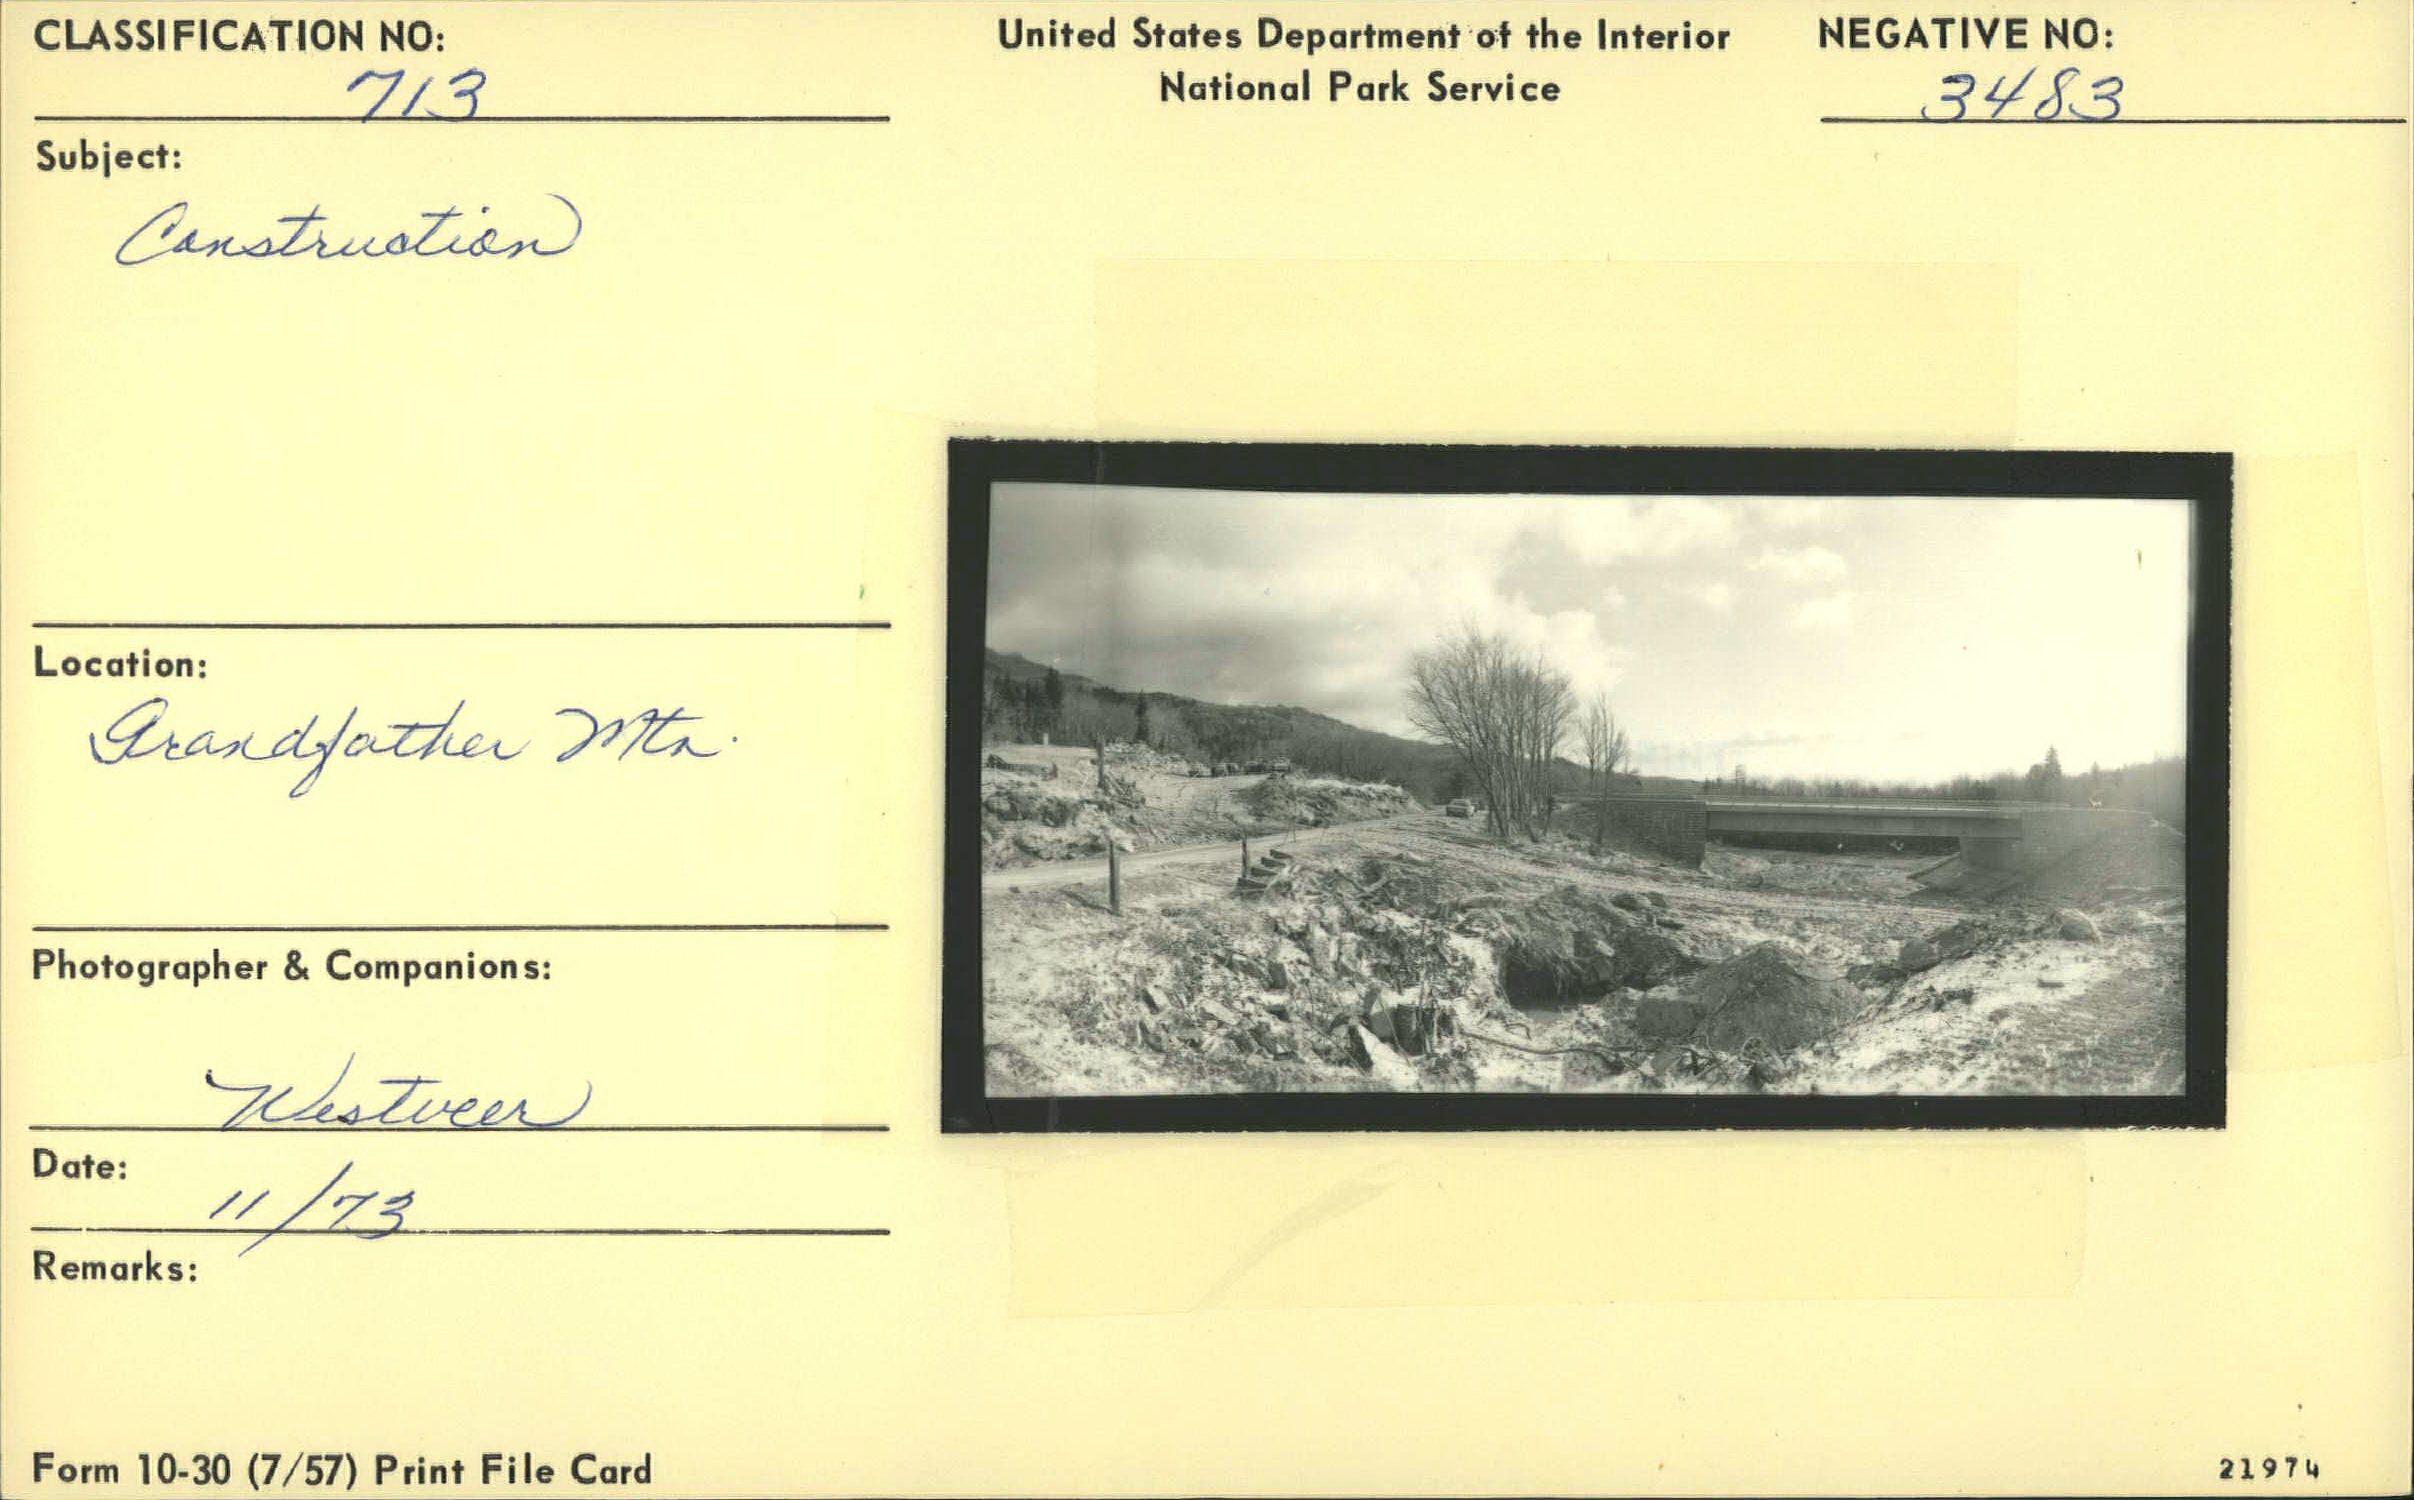 CLASSIFICATION NO:
713
United States Department of the Interior
National Park Service
NEGATIVE NO:
3483
Subject:
Construction
Location:
Grandfather Mtn.
Photographer & Companions:
Westveer
Date:
11/73
Remarks:
Form 10-30 (7/57) Print File Card
21974